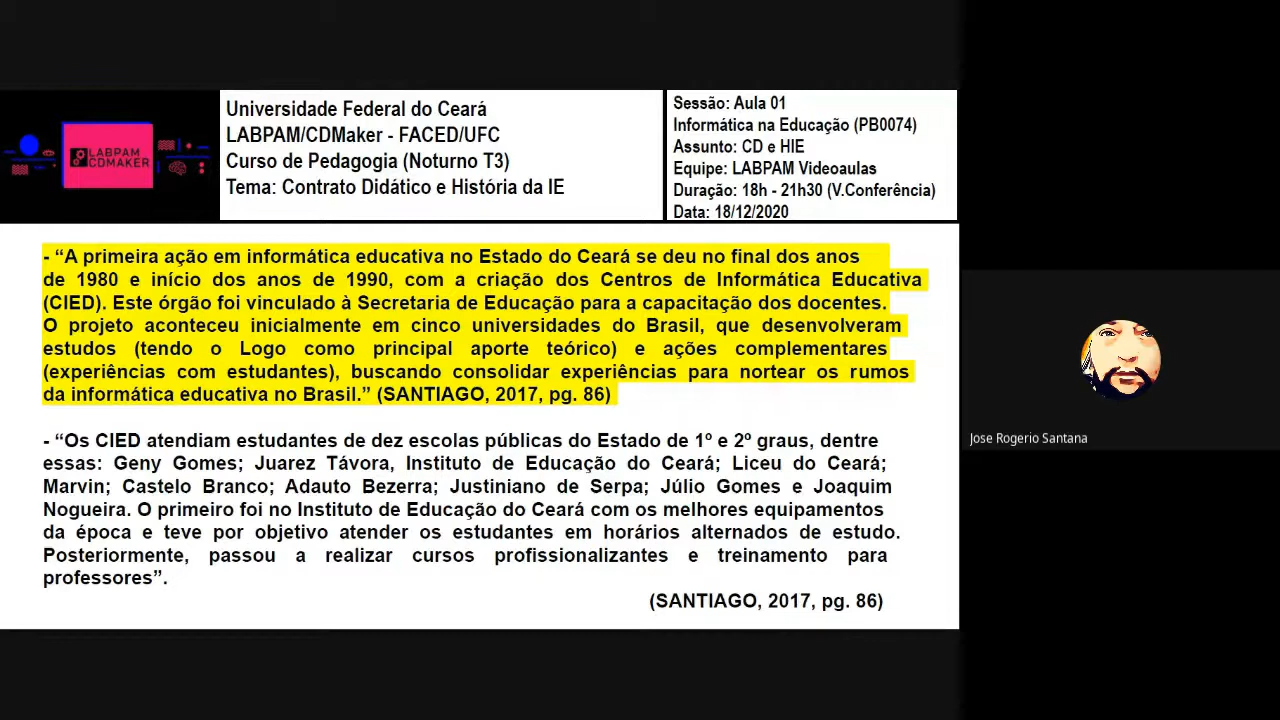 LABPAM
CDMAKER
Universidade Federal do Ceará
LABPAM/CDMaker - FACED/UFC
Curso de Pedagogia (Noturno T3)
Tema: Contrato Didático e História da IE
Sessão: Aula 01
Informática na Educação (PB0074)
Assunto: CD e HIE
Equipe: LABPAM Videoaulas
Duração: 18h - 21h30 (V.Conferência)
Data: 18/12/2020
- “A primeira ação em informática educativa no Estado do Ceará se deu no final dos anos
de 1980 e início dos anos de 1990, com a criação dos Centros de Informática Educativa
(CIED). Este órgão foi vinculado à Secretaria de Educação para a capacitação dos docentes.
O projeto aconteceu inicialmente em cinco universidades do Brasil, que desenvolveram
estudos (tendo o Logo como principal aporte teórico) e ações complementares
(experiências com estudantes), buscando consolidar experiências para nortear os rumos
da informática educativa no Brasil.” (SANTIAGO, 2017, pg. 86)
- “Os CIED atendiam estudantes de dez escolas públicas do Estado de 1º e 2º graus, dentre
essas: Geny Gomes; Juarez Távora, Instituto de Educação do Ceará; Liceu do Ceará;
Marvin; Castelo Branco; Adauto Bezerra; Justiniano de Serpa; Júlio Gomes e Joaquim
Nogueira. O primeiro foi no Instituto de Educação do Ceará com os melhores equipamentos
da época e teve por objetivo atender os estudantes em horários alternados de estudo.
Posteriormente, passou a realizar cursos profissionalizantes e treinamento para
professores”.
(SANTIAGO, 2017, pg. 86)
Jose Rogerio Santana